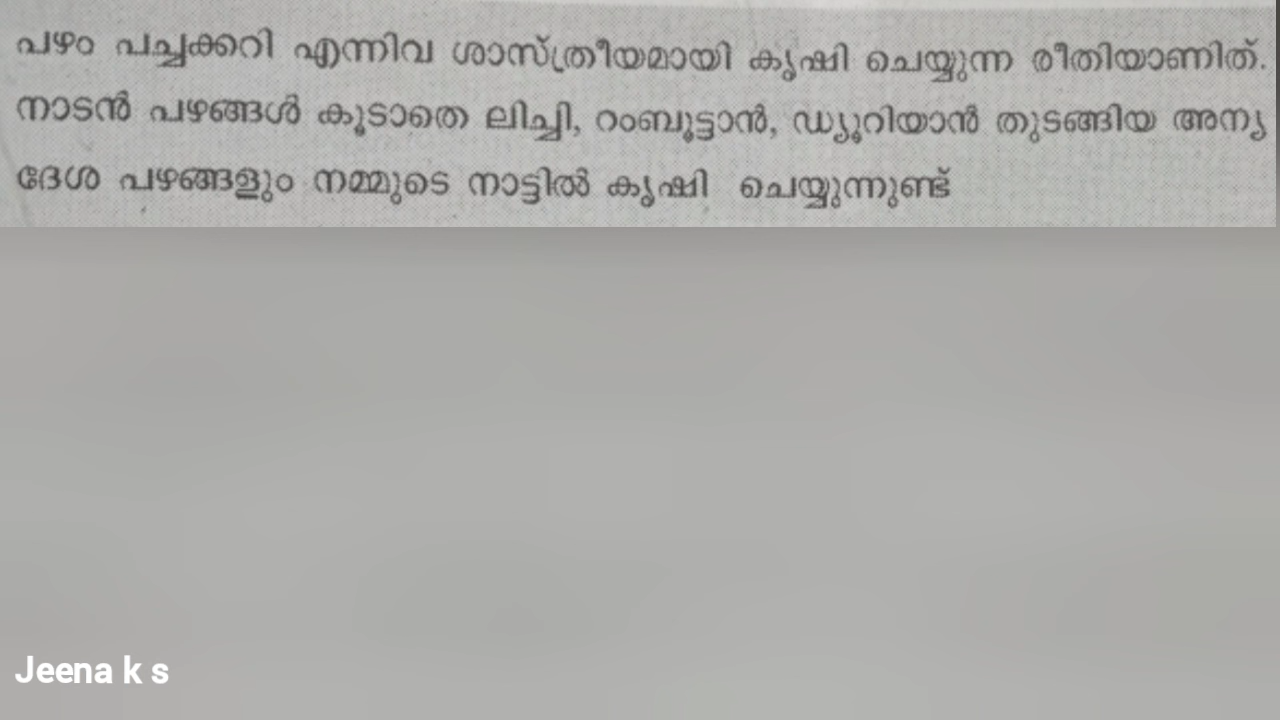 പഴം പച്ചക്കറി എന്നിവ ശാസ്ത്രീയമായി കൃഷി ചെയ്യുന്ന രീതിയാണിത്.
നാടൻ പഴങ്ങൾ കൂടാതെ ലിച്ചി, റംബൂട്ടാൻ, ഡ്യൂറിയാൻ തുടങ്ങിയ അന്യ
ദേശ പഴങ്ങളും നമ്മുടെ നാട്ടിൽ കൃഷി ചെയ്യുന്നുണ്ട്
Jeena k s